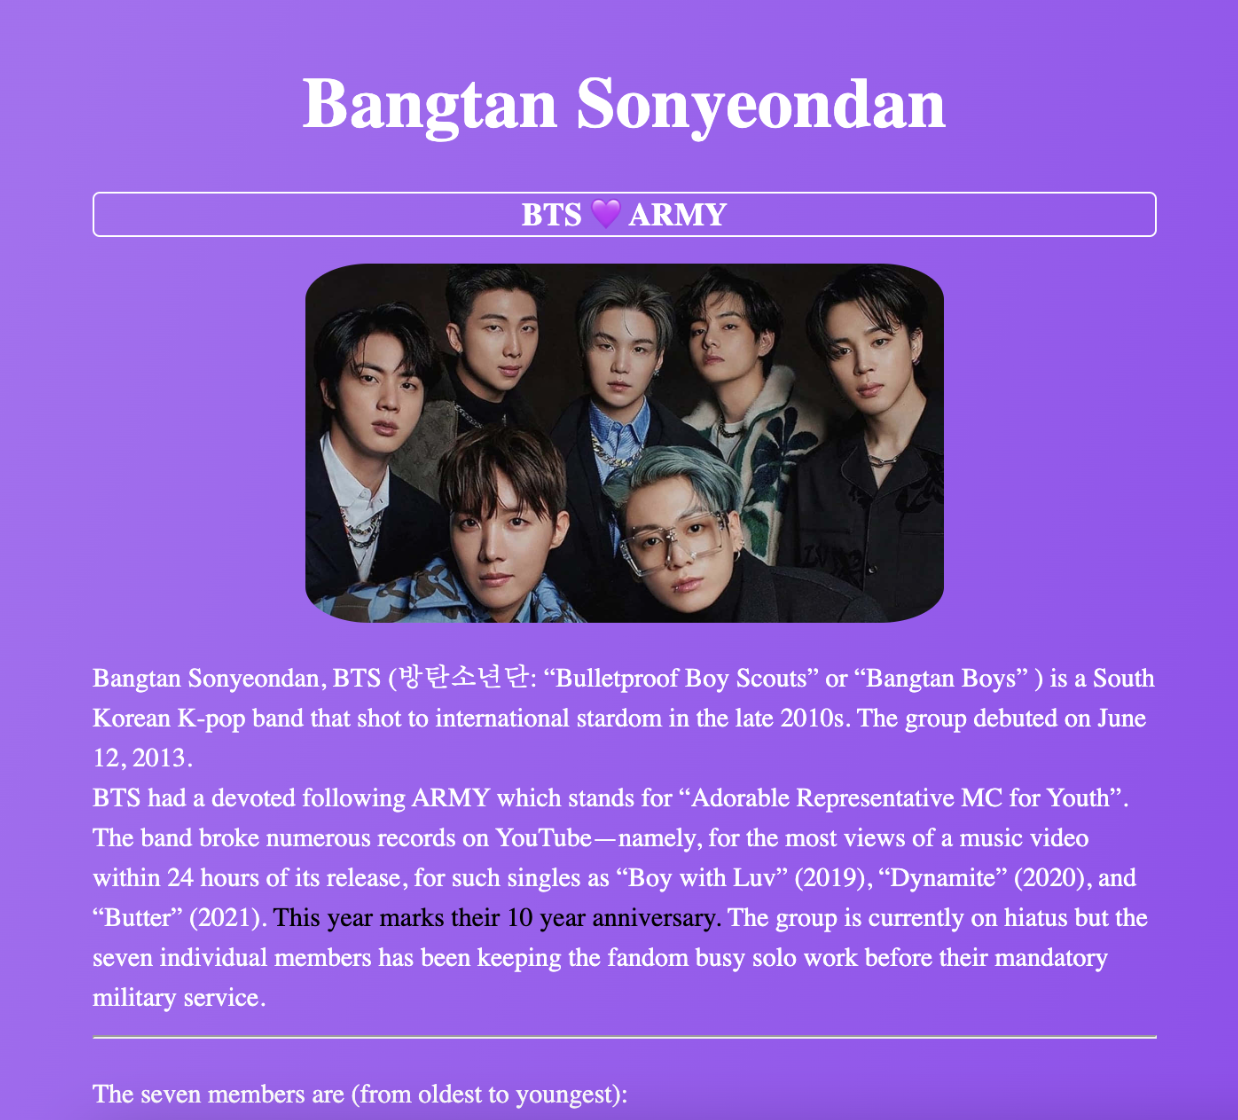 Bangtan Sonyeondan
BTS 💜 ARMY
Bangtan Sonyeondan, BTS (방탄소년단: “Bulletproof Boy Scouts” or “Bangtan Boys” ) is a South
Korean K-pop band that shot to international stardom in the late 2010s. The group debuted on June
12, 2013.
BTS had a devoted following ARMY which stands for “Adorable Representative MC for Youth”.
The band broke numerous records on YouTube—namely, for the most views of a music video
within 24 hours of its release, for such singles as “Boy with Luv” (2019), “Dynamite” (2020), and
“Butter” (2021). This year marks their 10 year anniversary. The group is currently on hiatus but the
seven individual members has been keeping the fandom busy solo work before their mandatory
military service.
The seven members are (from oldest to youngest):